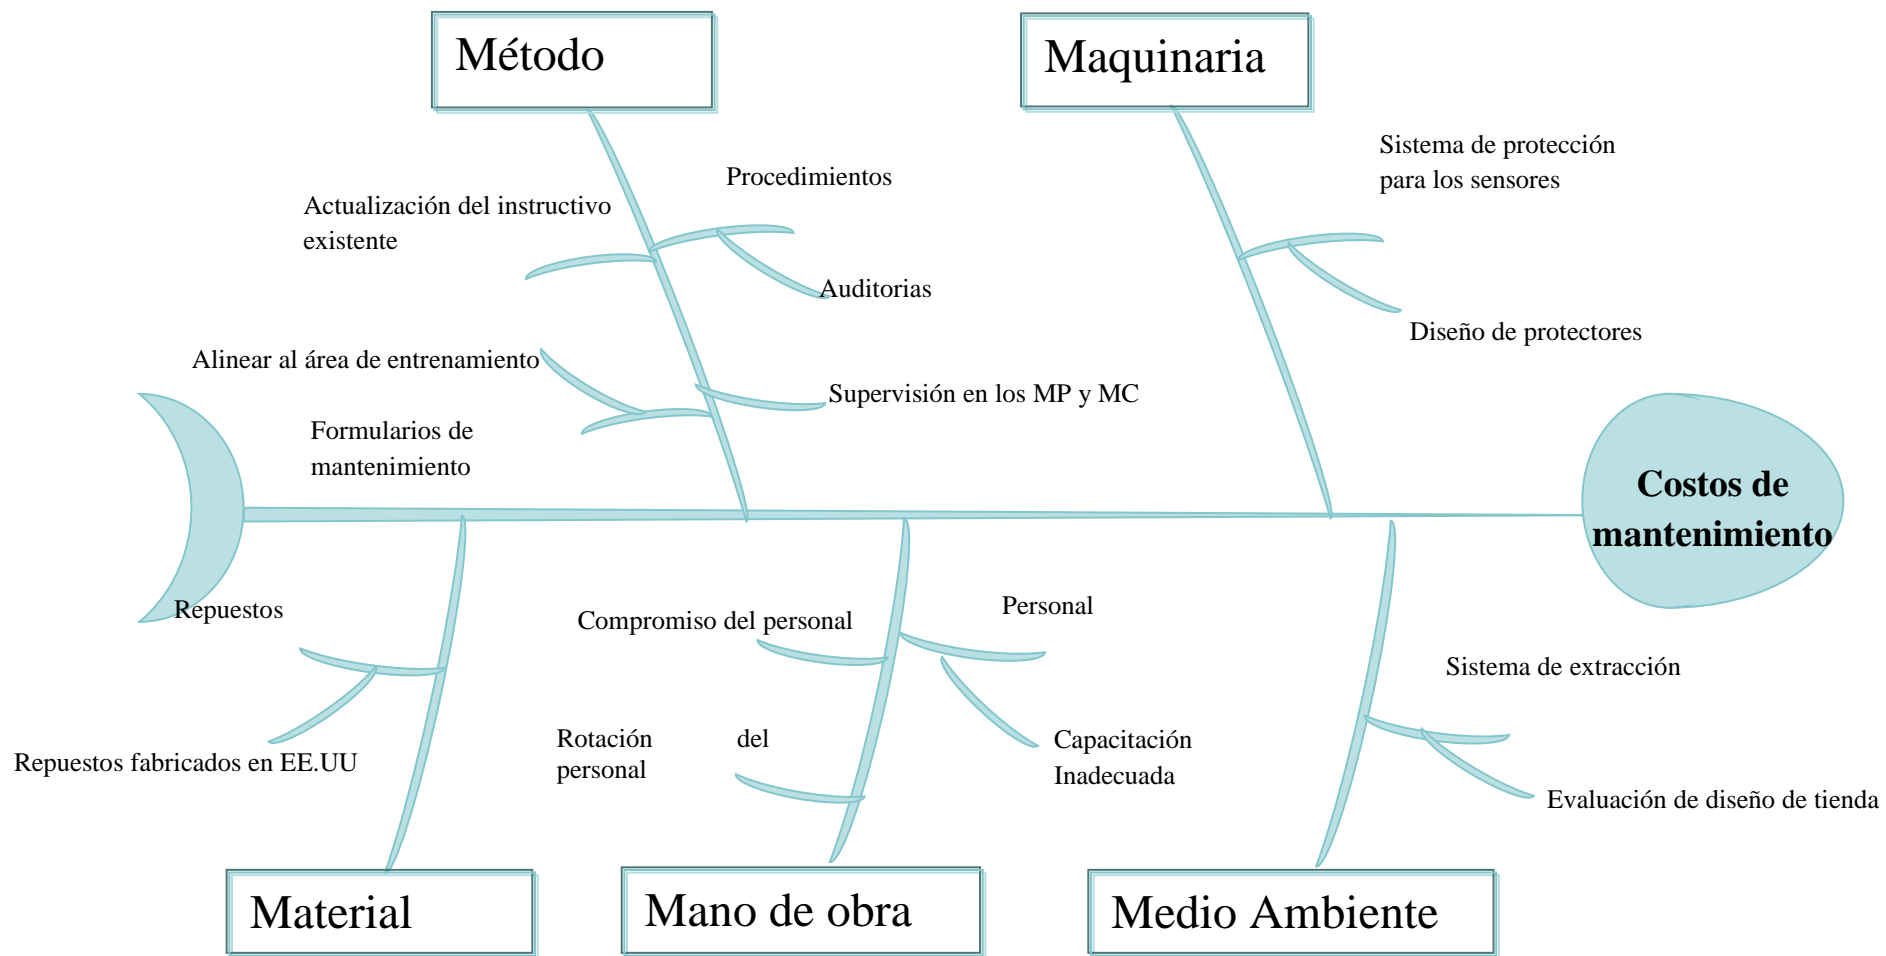 Método
Maquinaria
Sistema de protección
para los sensores
Procedimientos
Actualización del instructivo
existente
Auditorias
Diseño de protectores
Alinear al área de entrenamiento
Supervisión en los MP y MC
Formularios de
mantenimiento
Costos de
mantenimiento
Repuestos
Compromiso del personal
Personal
Sistema de extracción
Rotación del
personal
Capacitación
Inadecuada
Repuestos fabricados en EE.UU
Evaluación de diseño de tienda
Material
Mano de obra
Medio Ambiente